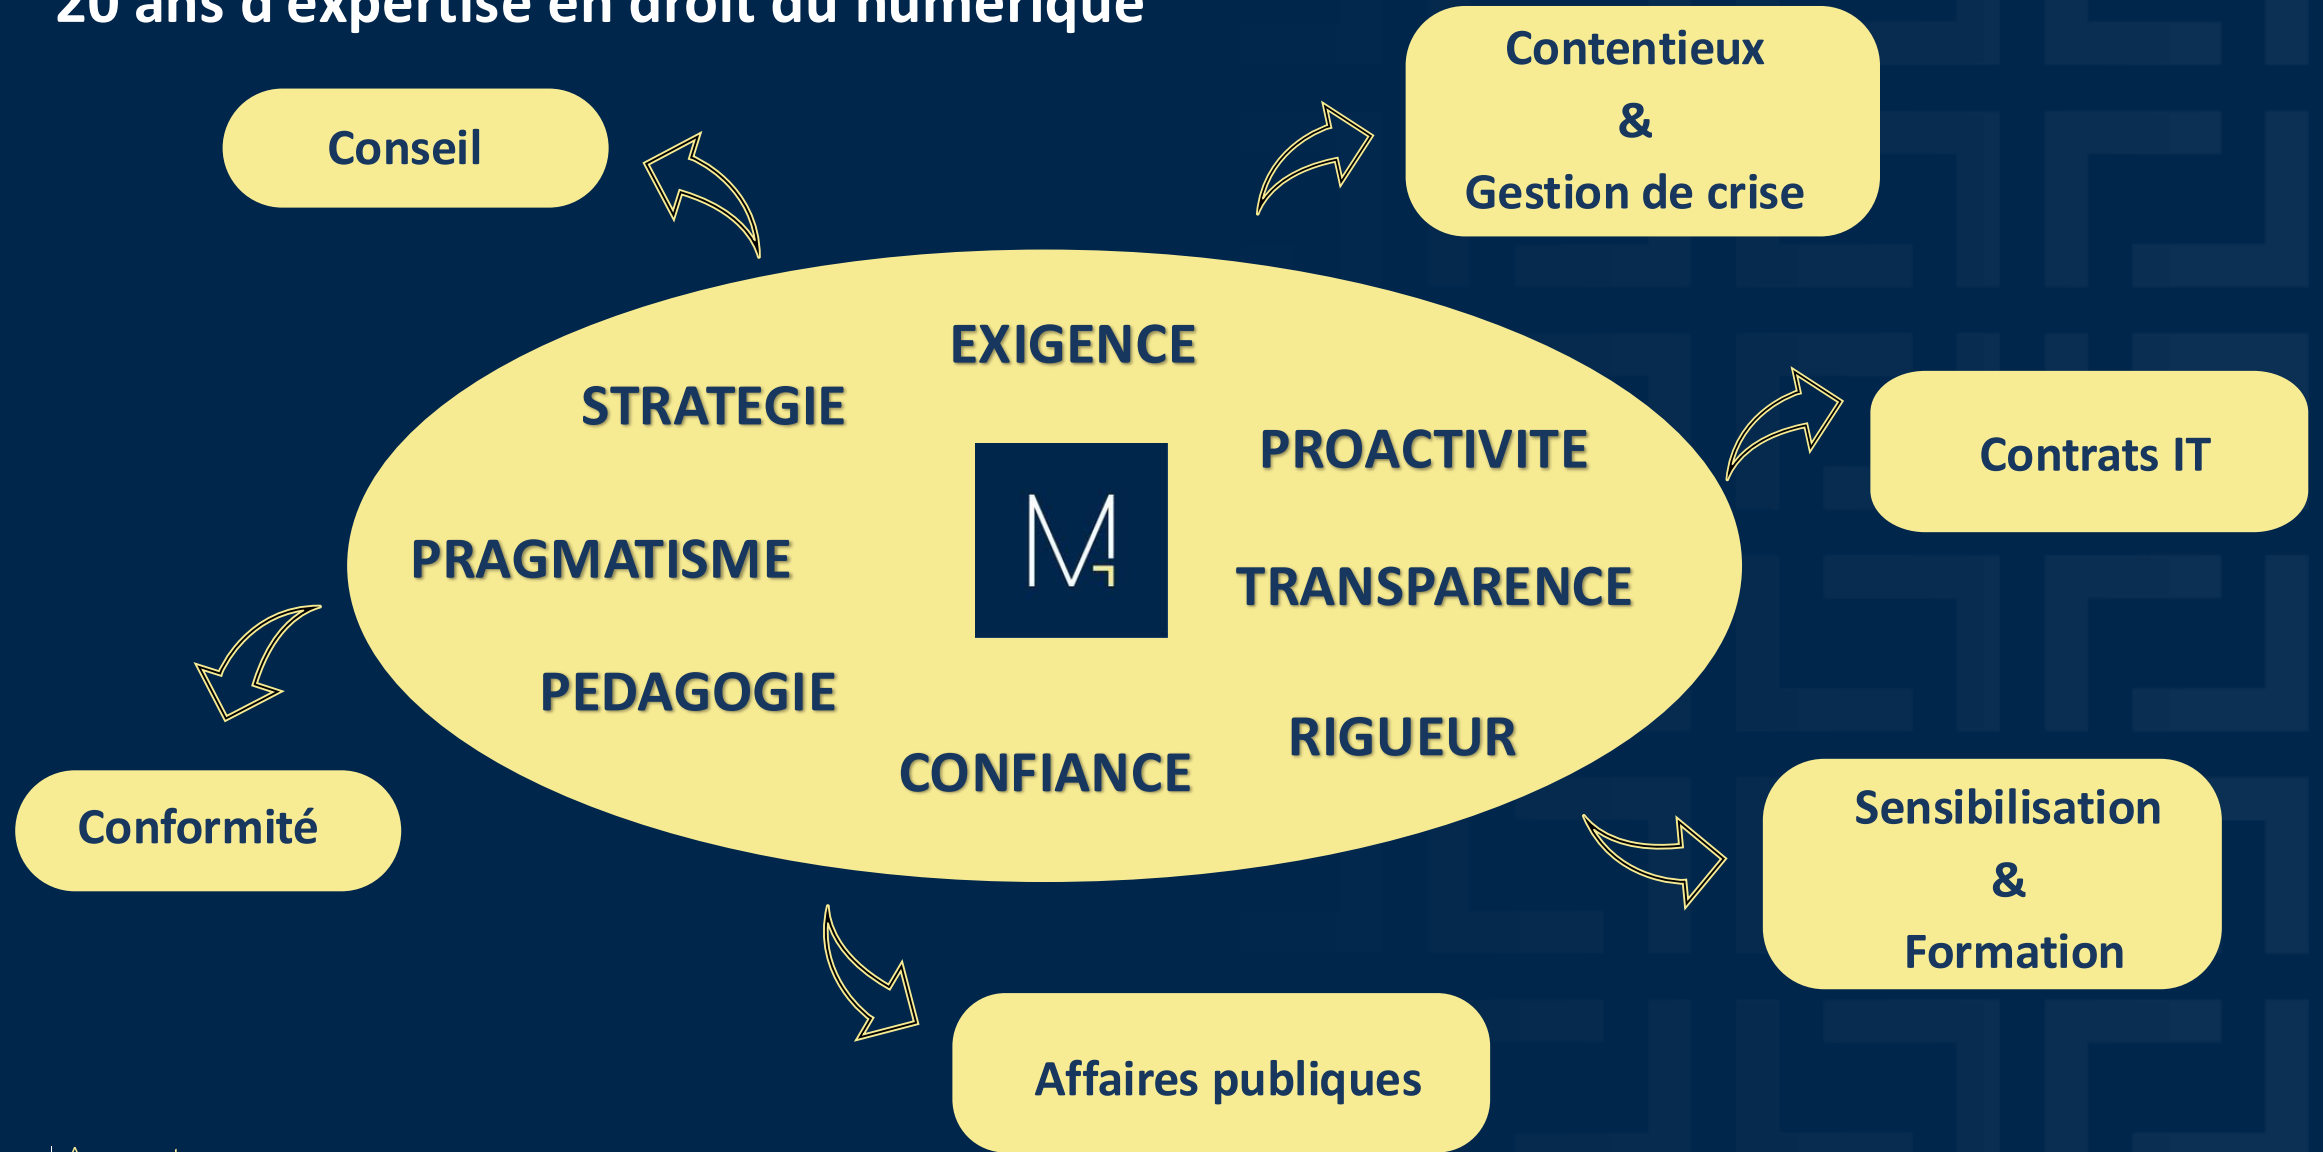 20 ans d'expertise en droit du numérique
Contentieux
&
Gestion de crise
Conseil
EXIGENCE
STRATEGIE
PROACTIVITE
Contrats IT
M
PRAGMATISME
TRANSPARENCE
PEDAGOGIE
RIGUEUR
CONFIANCE
Conformité
Sensibilisation
&
Formation
Affaires publiques